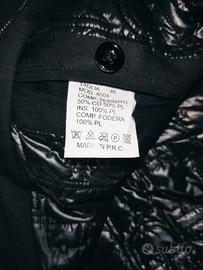 TAGLIA 46
MOD. 4004
COMP. TESSUTO
50% CO 50% PL
INS. 100% PL
COMP. FODERA
100% PL
MADE IN P.R.C.
subito